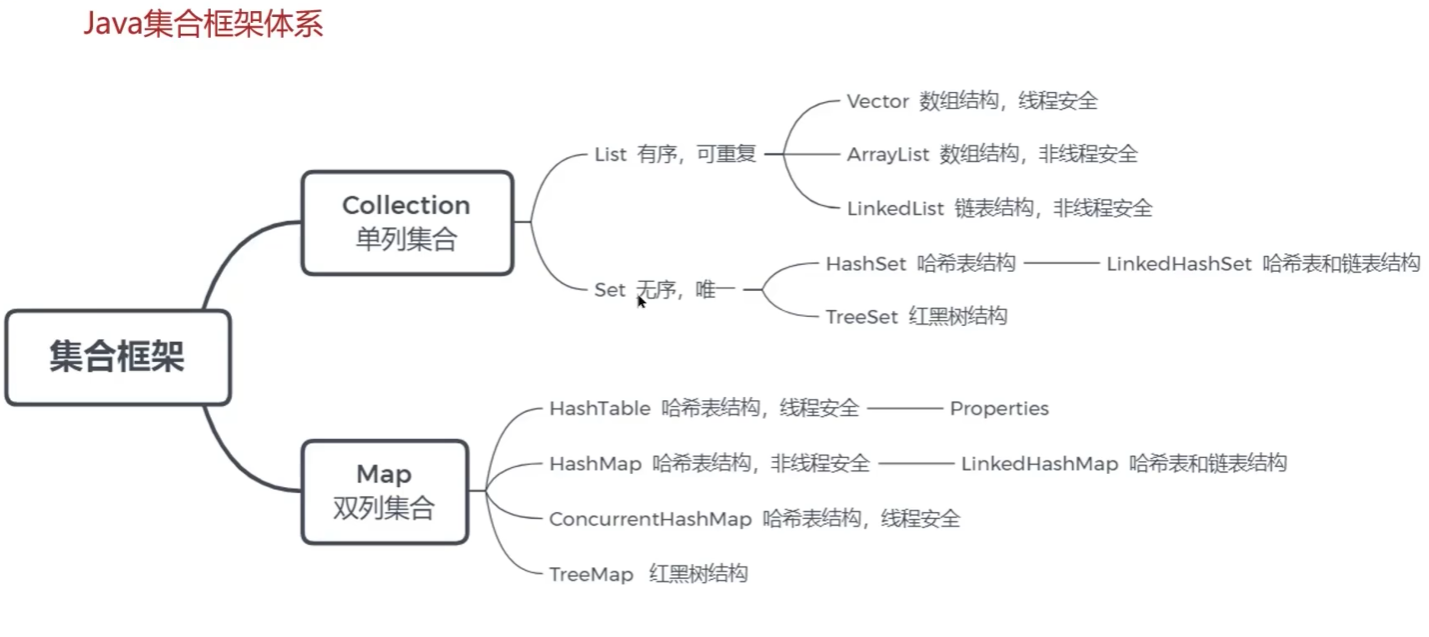 Java集合框架体系
集合框架
Collection
单列集合
List 有序，可重复
Vector 数组结构，线程安全
ArrayList 数组结构，非线程安全
LinkedList 链表结构，非线程安全
Set 无序，唯一
HashSet 哈希表结构
LinkedHashSet 哈希表和链表结构
TreeSet 红黑树结构
Map
双列集合
HashTable 哈希表结构，线程安全
Properties
HashMap 哈希表结构，非线程安全
LinkedHashMap 哈希表和链表结构
ConcurrentHashMap 哈希表结构，线程安全
TreeMap 红黑树结构